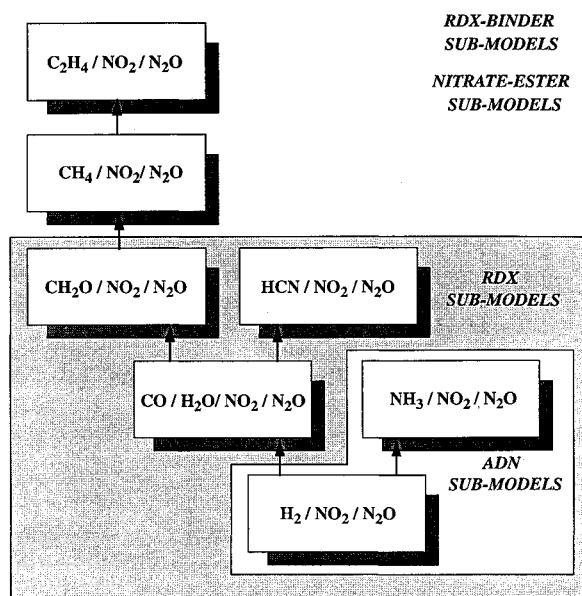 RDX-BINDER
SUB-MODELS
C₂H₄ / NO₂ / N₂O
NITRATE-ESTER
SUB-MODELS
CH₄ / NO₂/ N₂O
CH₂O / NO₂ / N₂O
HCN / NO₂ / N₂O
RDX
SUB-MODELS
CO / H₂O/ NO₂ / N₂O
NH₃ / NO₂ / N₂O
ADN
SUB-MODELS
H₂ / NO₂ / N₂O